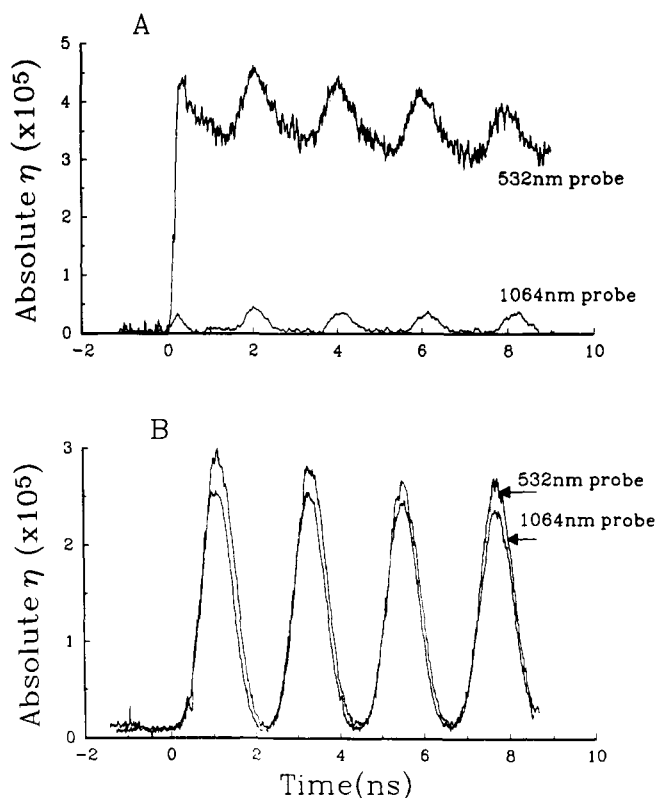 A
Absolute η (x10⁵)
5
4
3
2
1
0
532nm probe
1064nm probe
-2 0 2 4 6 8 10
B
Absolute η (x10⁵)
3
2
1
0
532nm probe
1064nm probe
-2 0 2 4 6 8 10
Time(ns)